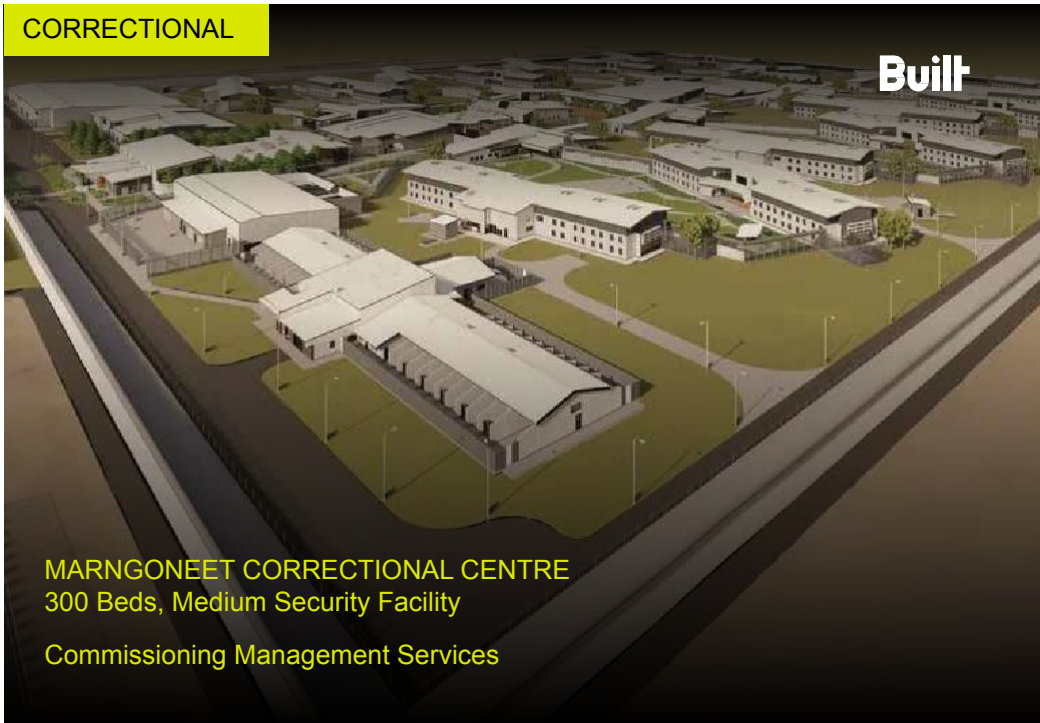 CORRECTIONAL
Built
MARNGONEET CORRECTIONAL CENTRE
300 Beds, Medium Security Facility
Commissioning Management Services